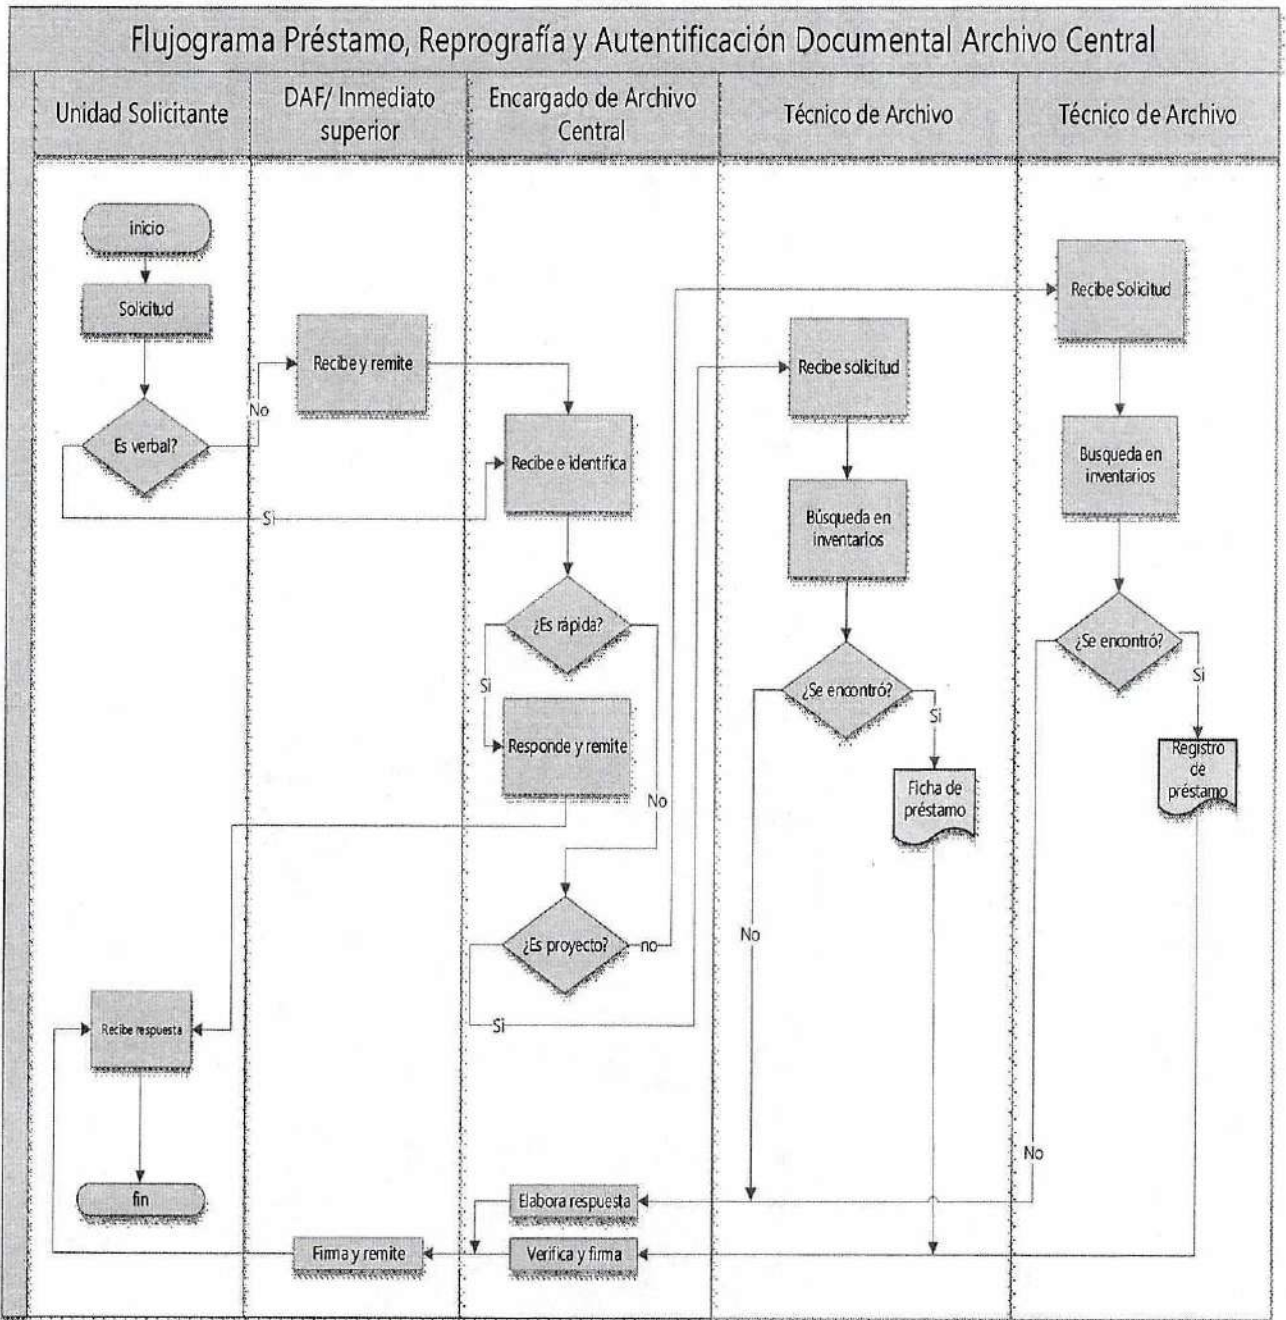 Flujograma Préstamo, Reprografía y Autentificación Documental Archivo Central
Unidad Solicitante
DAF/ Inmediato
superior
Encargado de Archivo
Central
Técnico de Archivo
Técnico de Archivo
inicio
Solicitud
Es verbal?
No
Si
Recibe y remite
Recibe e identifica
¿Es rápida?
Si
No
Responde y remite
¿Es proyecto?
no
Si
Recibe solicitud
Búsqueda en
inventarios
¿Se encontró?
Si
No
Ficha de
préstamo
Recibe Solicitud
Busqueda en
inventarios
¿Se encontró?
Si
No
Registro
de
préstamo
Elabora respuesta
Verifica y firma
Firma y remite
Recibe respuesta
fin